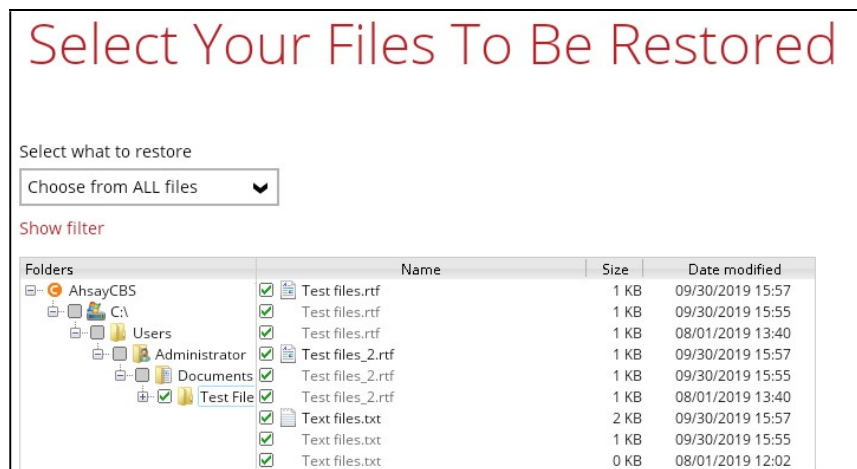 Select Your Files To Be Restored
Select what to restore
Choose from ALL files
Show filter
Folders Name Size Date modified
AhsayCBS Test files.rtf 1 KB 09/30/2019 15:57
C:\ Test files.rtf 1 KB 09/30/2019 15:55
Users Test files.rtf 1 KB 08/01/2019 13:40
Administrator Test files_2.rtf 1 KB 09/30/2019 15:57
Documents Test files_2.rtf 1 KB 09/30/2019 15:55
Test File Test files_2.rtf 1 KB 08/01/2019 13:40
Text files.txt 2 KB 09/30/2019 15:57
Text files.txt 1 KB 09/30/2019 15:55
Text files.txt 0 KB 08/01/2019 12:02